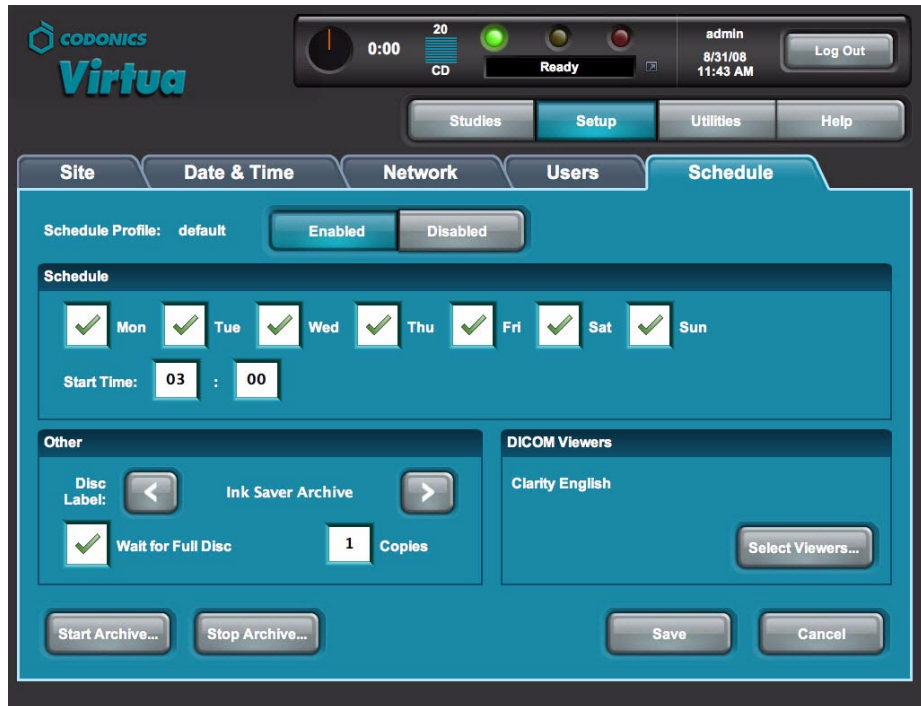 CODONICS
Virtua
0:00
20
CD
Ready
admin
8/31/08
11:43 AM
Log Out
Studies
Setup
Utilities
Help
Site
Date & Time
Network
Users
Schedule
Schedule Profile: default
Enabled
Disabled
Schedule
Mon Tue Wed Thu Fri Sat Sun
Start Time: 03 : 00
Other
Disc
Label:
<
Ink Saver Archive
>
Wait for Full Disc
1 Copies
DICOM Viewers
Clarity English
Select Viewers...
Start Archive...
Stop Archive...
Save
Cancel